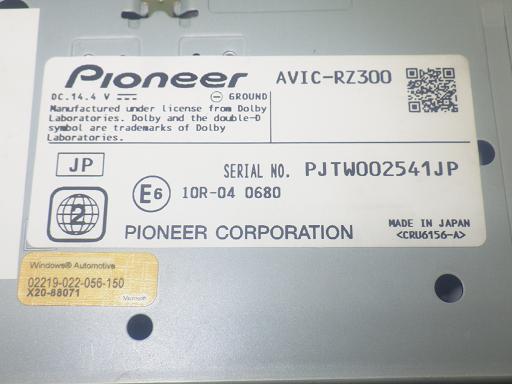 Pioneer AVIC-RZ300
DC.14.4 V ⎓ ⊖ GROUND
Manufactured under license from Dolby
Laboratories. Dolby and the double-D
symbol are trademarks of Dolby
Laboratories.
JP
SERIAL NO. PJTW002541JP
E6 10R-04 0680
2
MADE IN JAPAN
PIONEER CORPORATION <CRU6156-A>
Windows® Automotive
02219-022-056-150
X20-88071
Microsoft